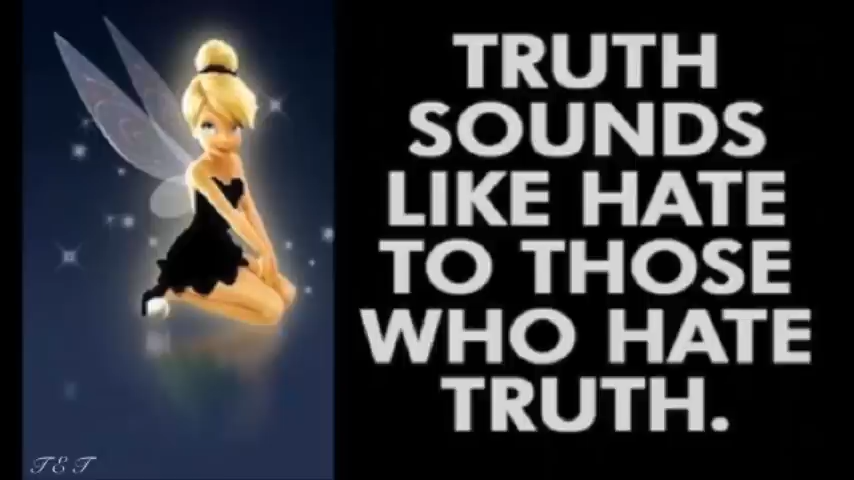 TRUTH
SOUNDS
LIKE HATE
TO THOSE
WHO HATE
TRUTH.
T&T